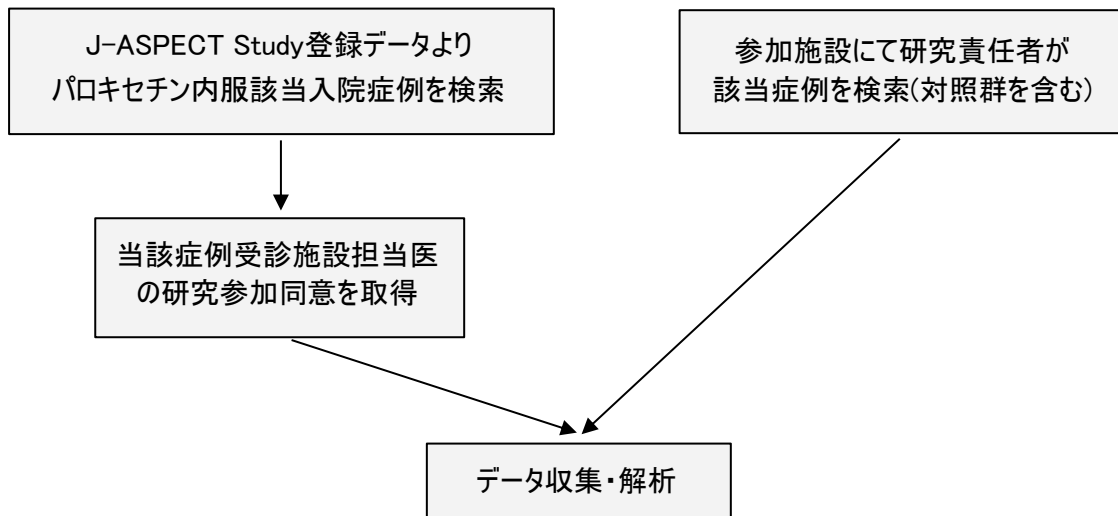 J-ASPECT Study登録データより
パロキセチン内服該当入院症例を検索
参加施設にて研究責任者が
該当症例を検索(対照群を含む)
当該症例受診施設担当医
の研究参加同意を取得
データ収集・解析